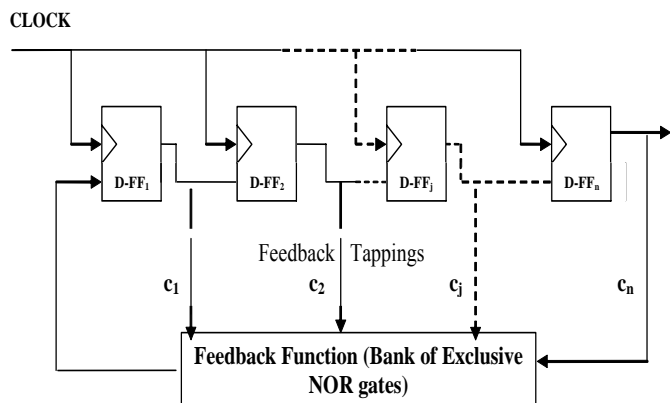 CLOCK
D-FF1 D-FF2 D-FFj D-FFn
Feedback Tappings
c1 c2 cj cn
Feedback Function (Bank of Exclusive
NOR gates)